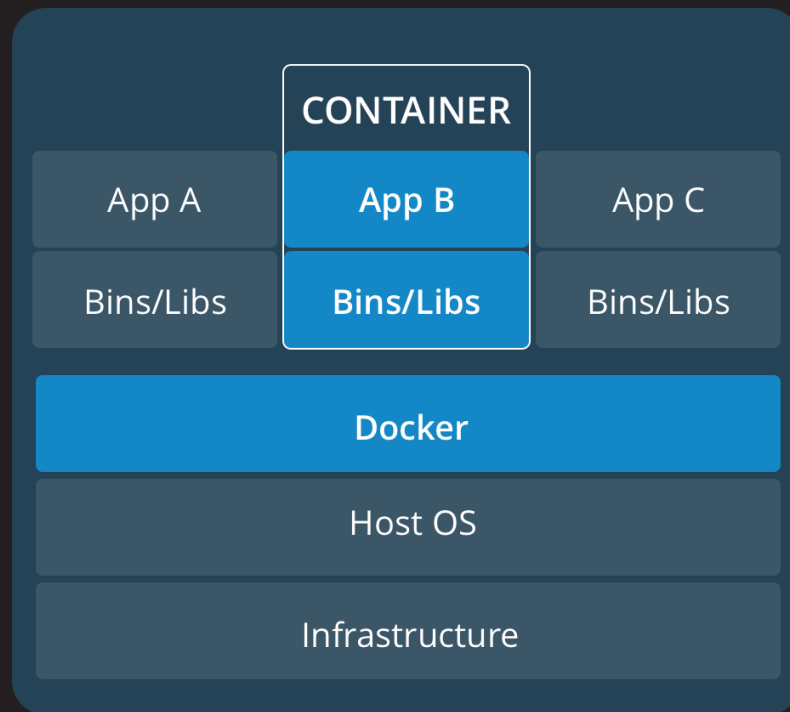 CONTAINER
App A
App B
App C
Bins/Libs
Bins/Libs
Bins/Libs
Docker
Host OS
Infrastructure